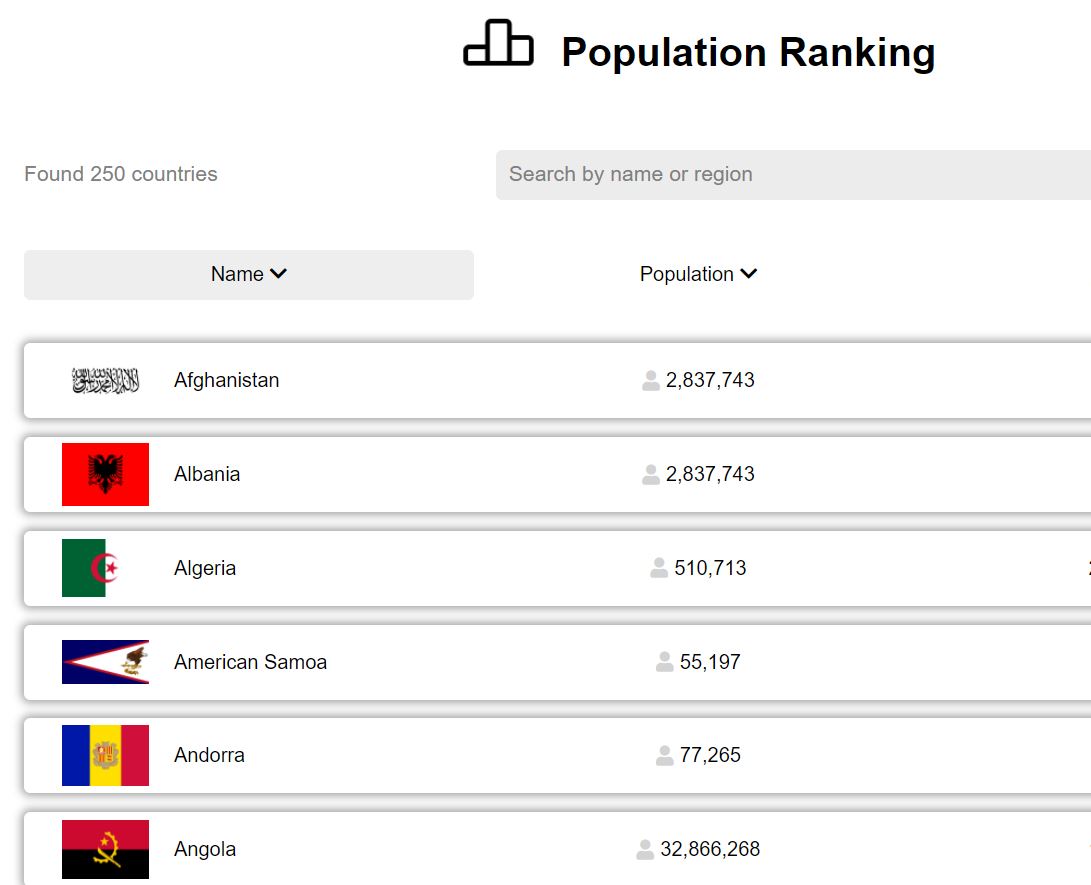 Population Ranking
Found 250 countries
Search by name or region
Name
Population
Afghanistan 2,837,743
Albania 2,837,743
Algeria 510,713
American Samoa 55,197
Andorra 77,265
Angola 32,866,268